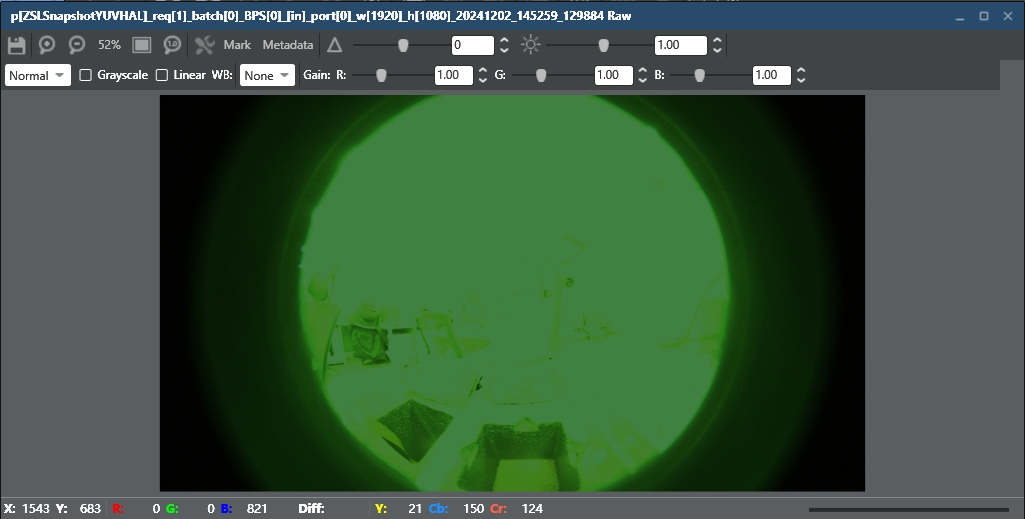 p[ZSLSnapshotYUVHAL]_req[1]_batch[0]_BPS[0]_[in]_port[0]_w[1920]_h[1080]_20241202_145259_129884 Raw
52% 1.0 Mark Metadata 0 1.00
Normal Grayscale Linear WB: None Gain: R: 1.00 G: 1.00 B: 1.00
X: 1543 Y: 683 R: 0 G: 0 B: 821 Diff: Y: 21 Cb: 150 Cr: 124